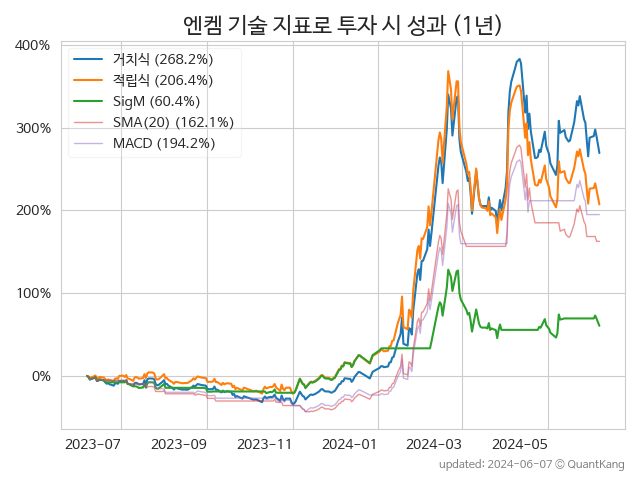 엔켐 기술 지표로 투자 시 성과 (1년)
400%
300%
200%
100%
0%
거치식 (268.2%)
적립식 (206.4%)
SigM (60.4%)
SMA(20) (162.1%)
MACD (194.2%)
2023-07
2023-09
2023-11
2024-01
2024-03
2024-05
updated: 2024-06-07 © QuantKang